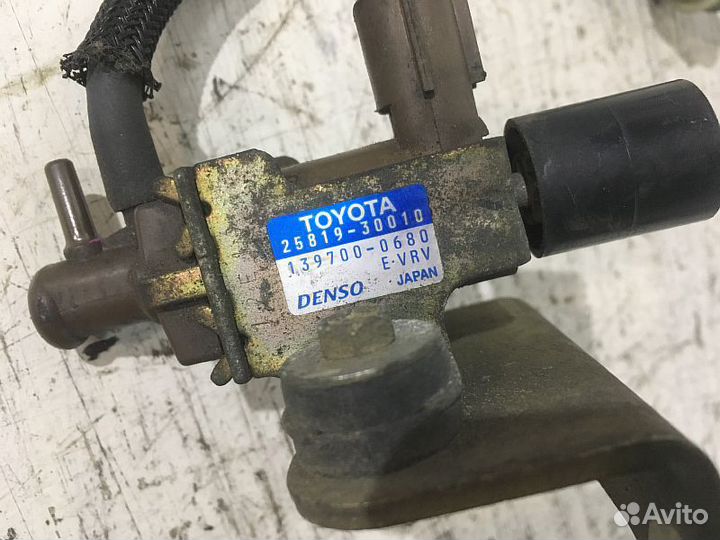 TOYOTA
25819-30010
139700-0680
E·VRV
DENSO JAPAN
Avito